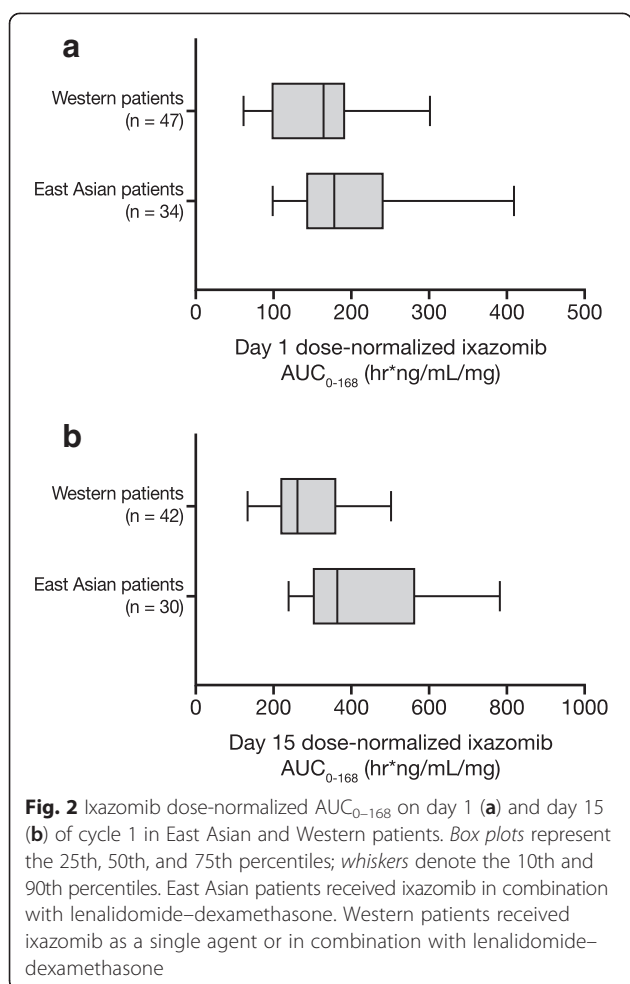 a
Western patients
(n = 47)
East Asian patients
(n = 34)
0 100 200 300 400 500
Day 1 dose-normalized ixazomib
AUC0-168 (hr*ng/mL/mg)
b
Western patients
(n = 42)
East Asian patients
(n = 30)
0 200 400 600 800 1000
Day 15 dose-normalized ixazomib
AUC0-168 (hr*ng/mL/mg)
Fig. 2 Ixazomib dose-normalized AUC0–168 on day 1 (a) and day 15
(b) of cycle 1 in East Asian and Western patients. Box plots represent
the 25th, 50th, and 75th percentiles; whiskers denote the 10th and
90th percentiles. East Asian patients received ixazomib in combination
with lenalidomide–dexamethasone. Western patients received
ixazomib as a single agent or in combination with lenalidomide–
dexamethasone